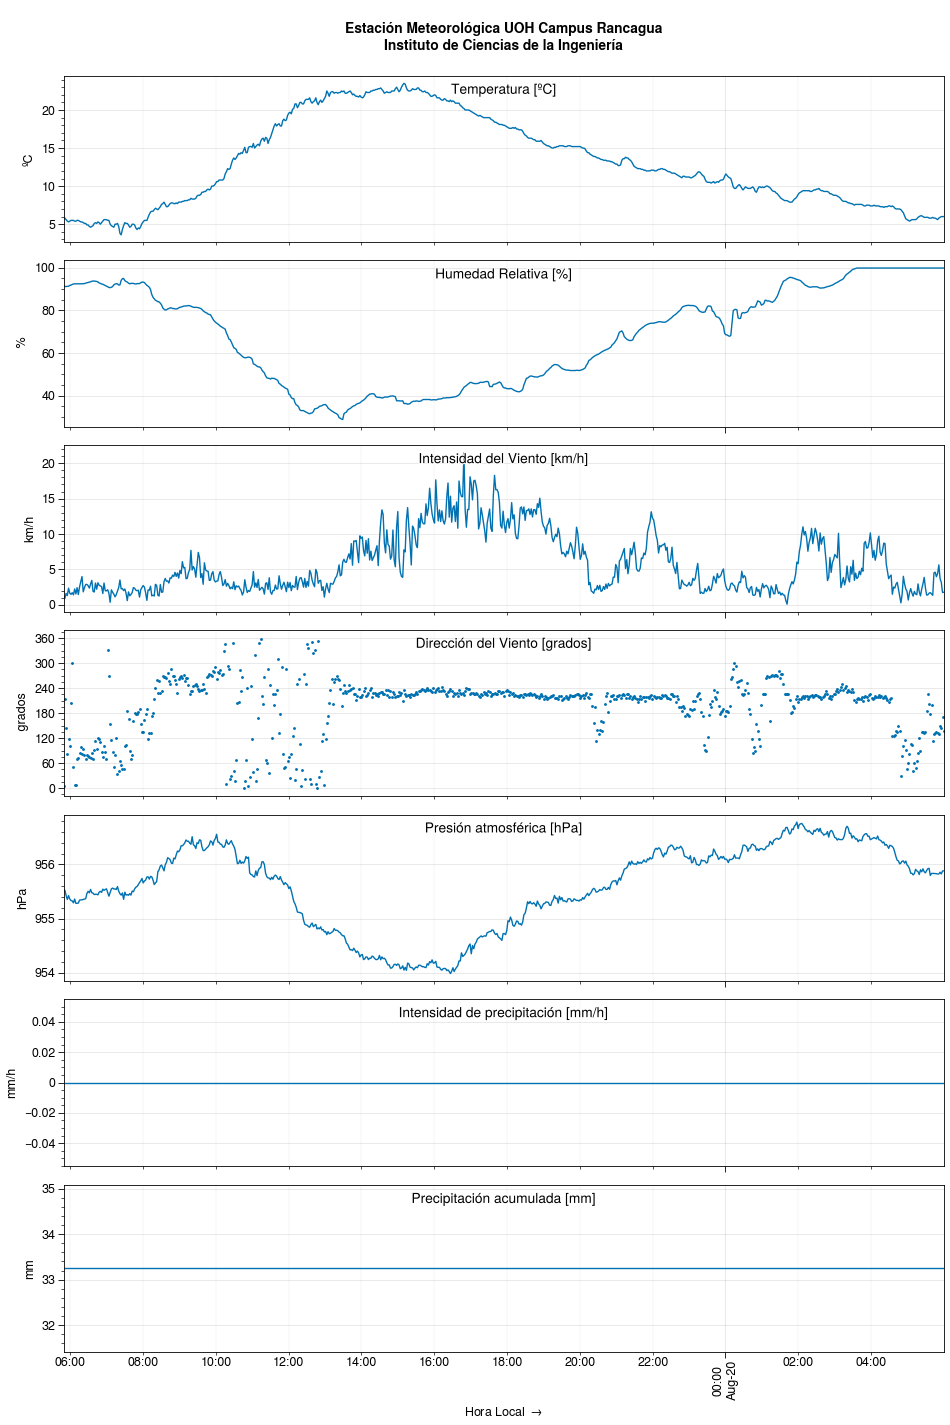 Estación Meteorológica UOH Campus Rancagua
Instituto de Ciencias de la Ingeniería
Temperatura [ºC]
ºC
20
15
10
5
Humedad Relativa [%]
%
100
80
60
40
Intensidad del Viento [km/h]
km/h
20
15
10
5
0
Dirección del Viento [grados]
grados
360
300
240
180
120
60
0
Presión atmosférica [hPa]
hPa
956
955
954
Intensidad de precipitación [mm/h]
mm/h
0.04
0.02
0
−0.02
−0.04
Precipitación acumulada [mm]
mm
35
34
33
32
06:00 08:00 10:00 12:00 14:00 16:00 18:00 20:00 22:00 00:00 02:00 04:00
Aug-20
Hora Local →